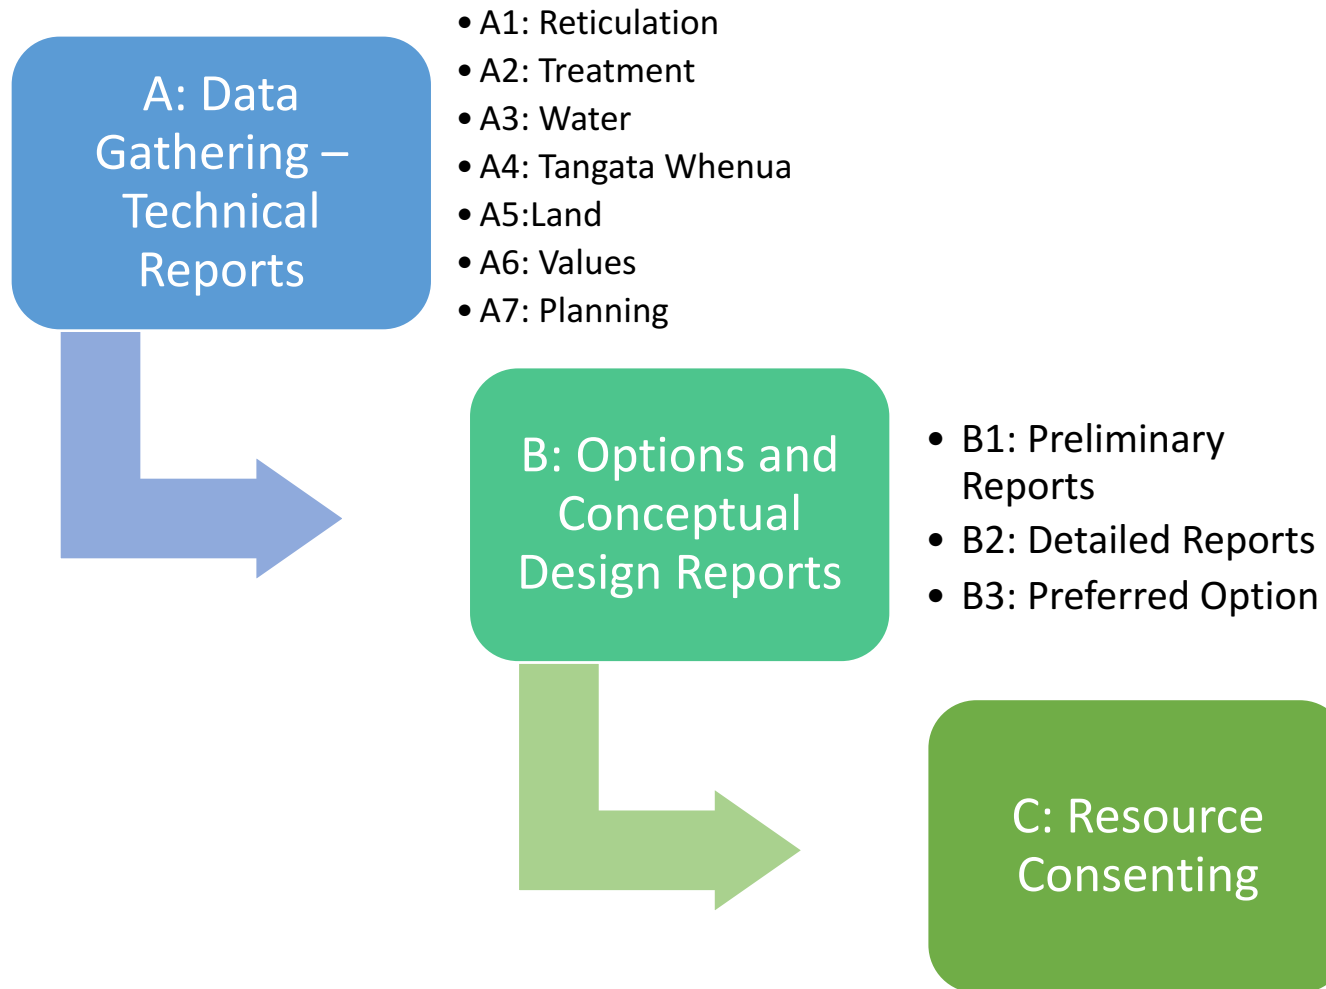 A: Data
Gathering –
Technical
Reports
• A1: Reticulation
• A2: Treatment
• A3: Water
• A4: Tangata Whenua
• A5:Land
• A6: Values
• A7: Planning
B: Options and
Conceptual
Design Reports
• B1: Preliminary
Reports
• B2: Detailed Reports
• B3: Preferred Option
C: Resource
Consenting